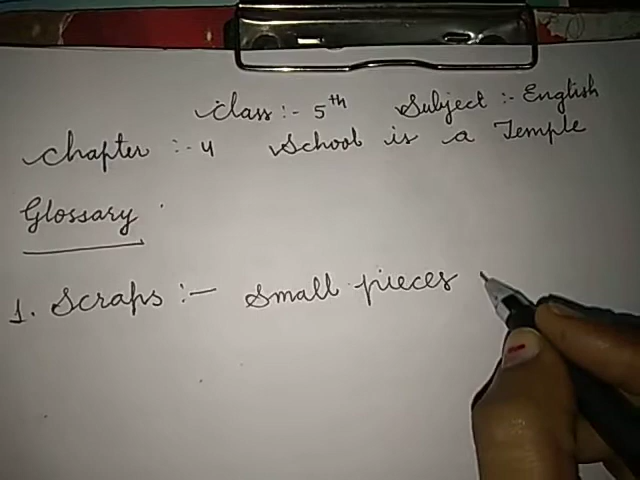 Class :- 5th Subject :- English
Chapter :- 4 School is a Temple
Glossary
1. Scraps :- Small pieces